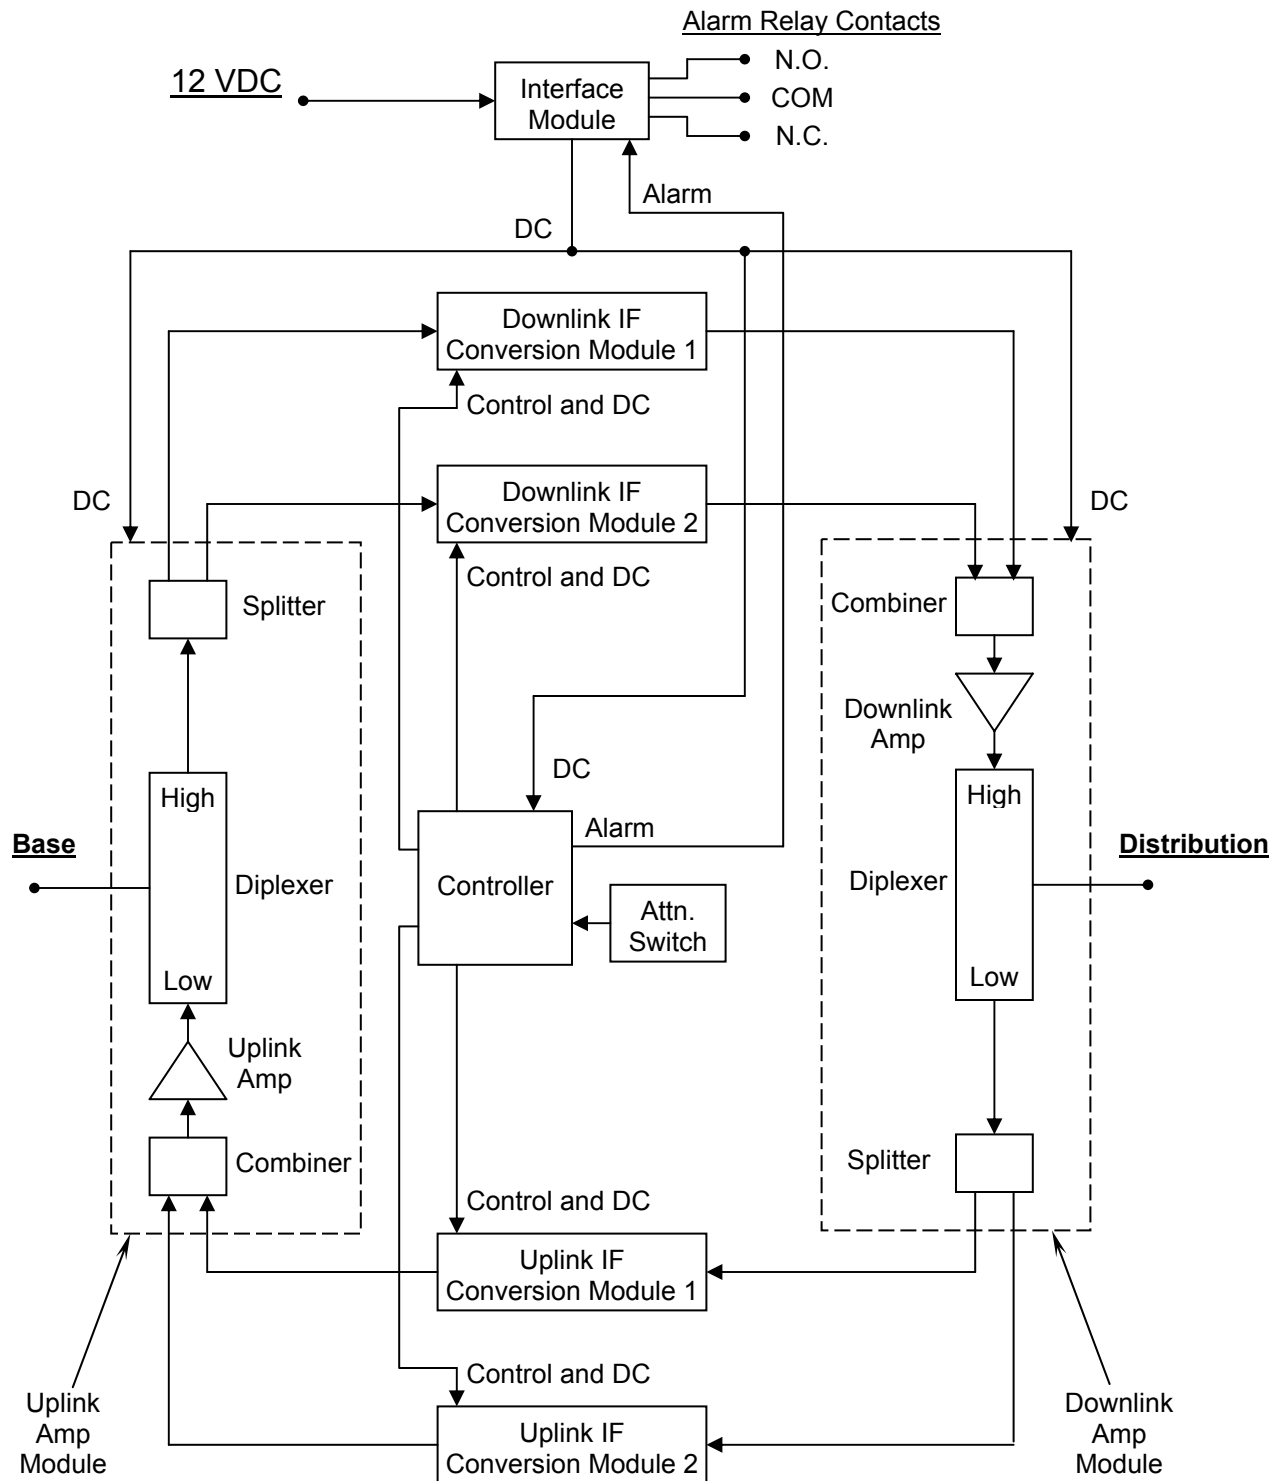 Alarm Relay Contacts
12 VDC
Interface
Module
N.O.
COM
N.C.
Alarm
DC
Downlink IF
Conversion Module 1
Control and DC
DC
Downlink IF
Conversion Module 2
DC
Control and DC
Splitter
Combiner
Downlink
Amp
DC
High
High
Alarm
Base
Distribution
Diplexer
Controller
Diplexer
Attn.
Switch
Low
Low
Uplink
Amp
Combiner
Splitter
Control and DC
Uplink IF
Conversion Module 1
Control and DC
Uplink
Amp
Module
Uplink IF
Conversion Module 2
Downlink
Amp
Module